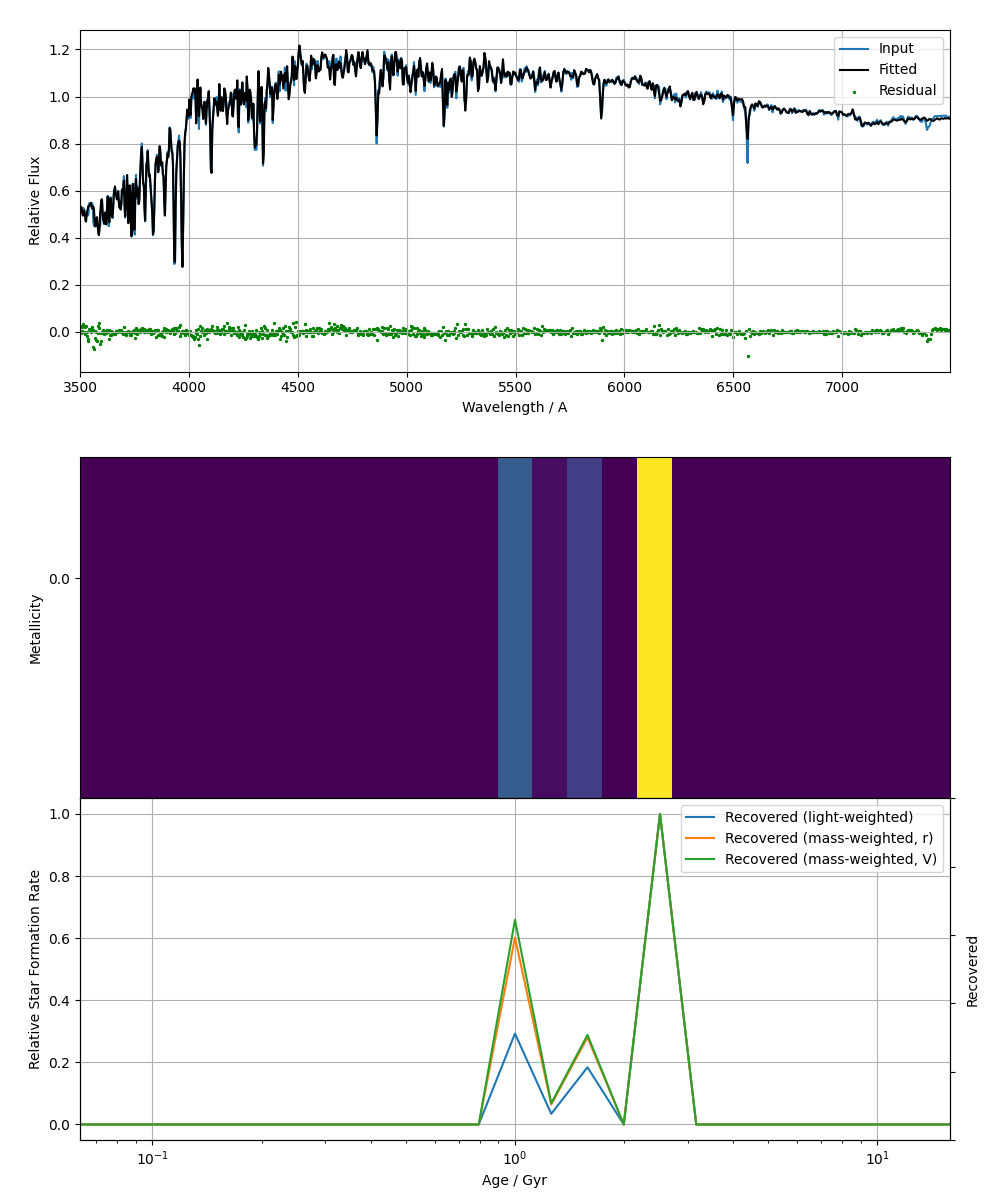 1.2
1.0
0.8
0.6
0.4
0.2
0.0
Relative Flux
Input
Fitted
Residual
3500 4000 4500 5000 5500 6000 6500 7000
Wavelength / A
0.0
Metallicity
1.0
0.8
0.6
0.4
0.2
0.0
Relative Star Formation Rate
Recovered (light-weighted)
Recovered (mass-weighted, r)
Recovered (mass-weighted, V)
Recovered
10⁻¹ 10⁰ 10¹
Age / Gyr